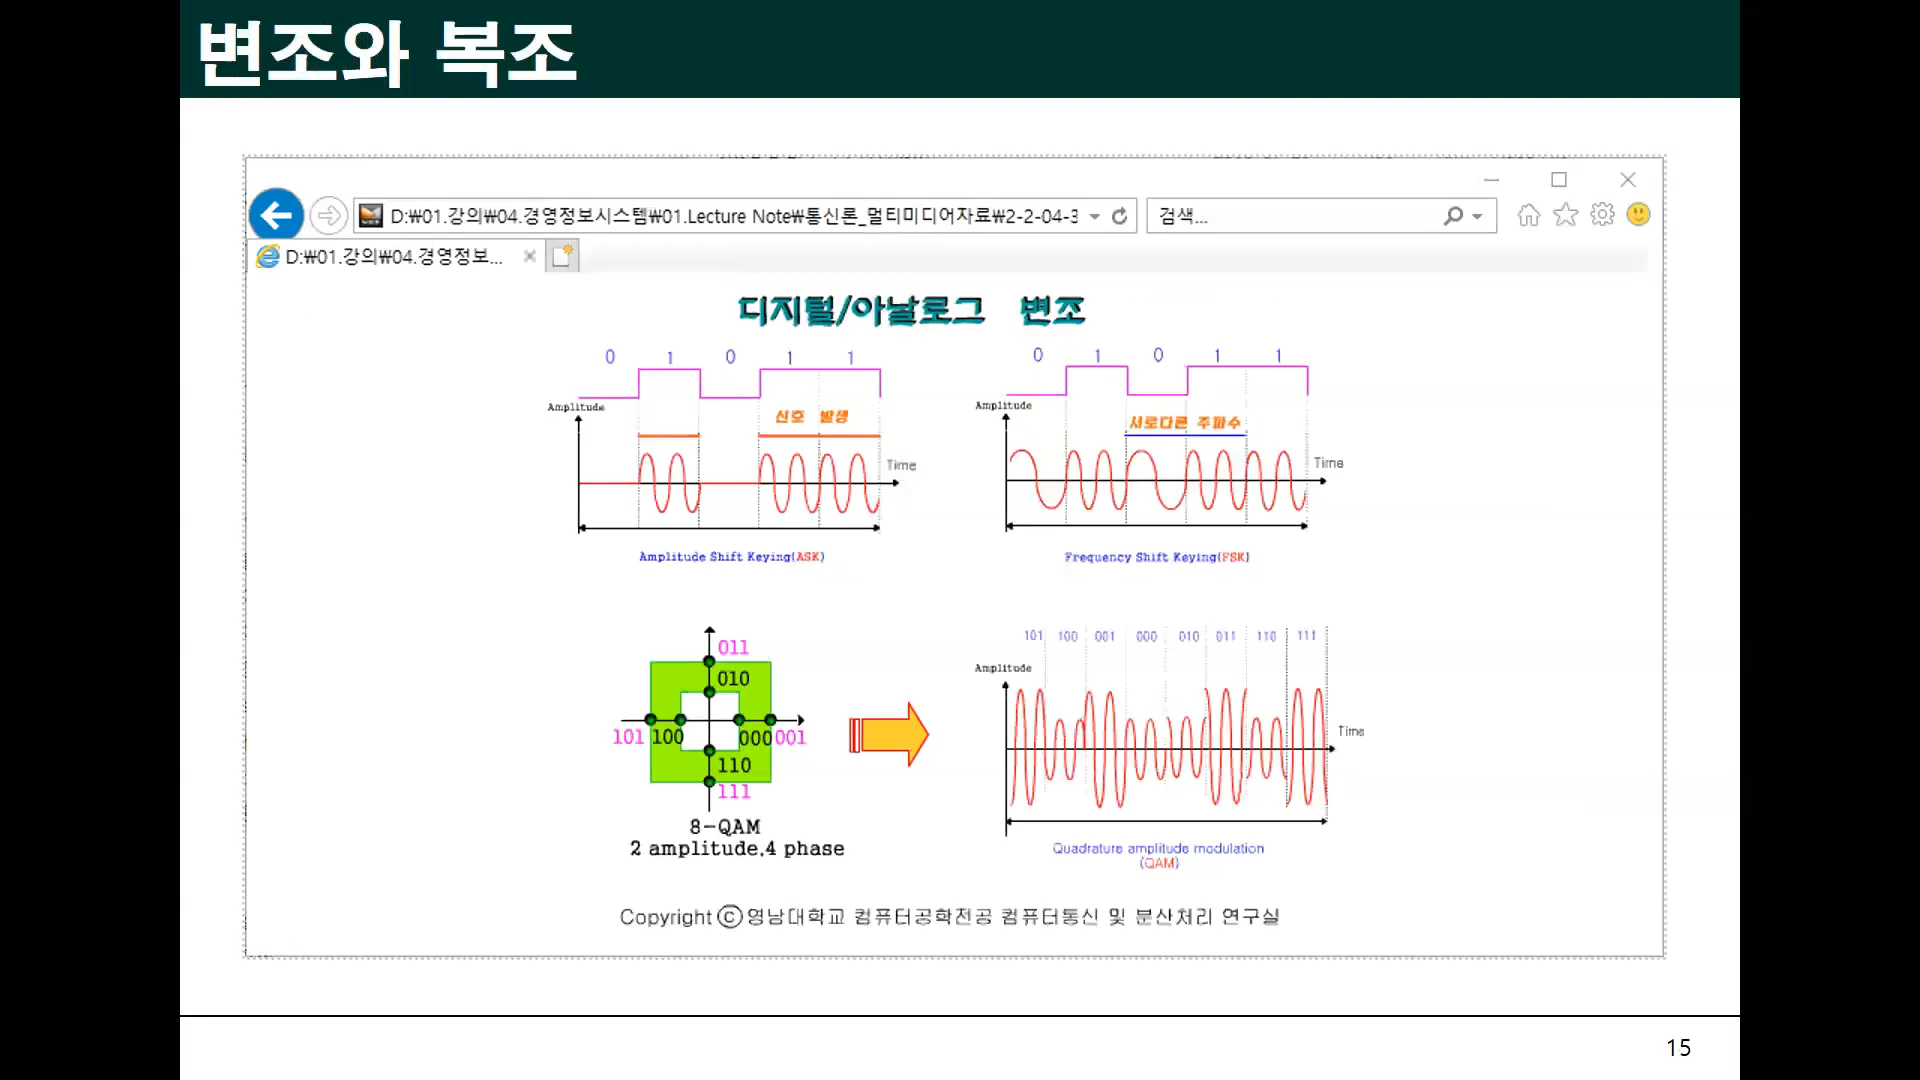 변조와 복조
D:₩01.강의₩04.경영정보시스템₩01.Lecture Note₩통신론_멀티미디어자료₩2-2-04-3
검색...
D:₩01.강의₩04.경영정보...
디지털/아날로그 변조
0 1 0 1 1
Amplitude
신호 발생
Time
Amplitude Shift Keying(ASK)
0 1 0 1 1
Amplitude
서로다른 주파수
Time
Frequency Shift Keying(FSK)
011
010
101 100 000 001
110
111
8-QAM
2 amplitude,4 phase
101 100 001 000 010 011 110 111
Amplitude
Time
Quadrature amplitude modulation
(QAM)
Copyright ⓒ 영남대학교 컴퓨터공학전공 컴퓨터통신 및 분산처리 연구실
15